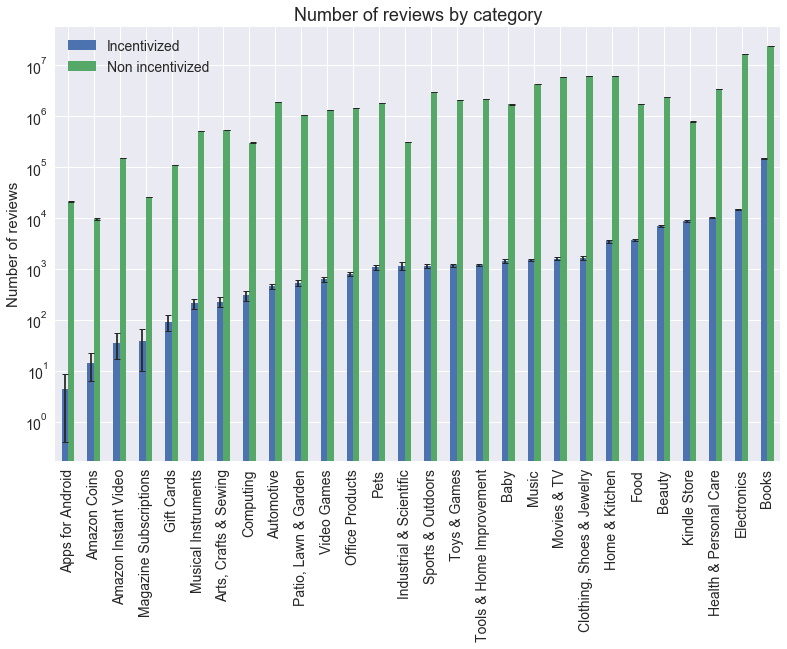 Number of reviews by category
Incentivized
Non incentivized
Number of reviews
10^7
10^6
10^5
10^4
10^3
10^2
10^1
10^0
Apps for Android
Amazon Coins
Amazon Instant Video
Magazine Subscriptions
Gift Cards
Musical Instruments
Arts, Crafts & Sewing
Computing
Automotive
Patio, Lawn & Garden
Video Games
Office Products
Pets
Industrial & Scientific
Sports & Outdoors
Toys & Games
Tools & Home Improvement
Baby
Music
Movies & TV
Clothing, Shoes & Jewelry
Home & Kitchen
Food
Beauty
Kindle Store
Health & Personal Care
Electronics
Books